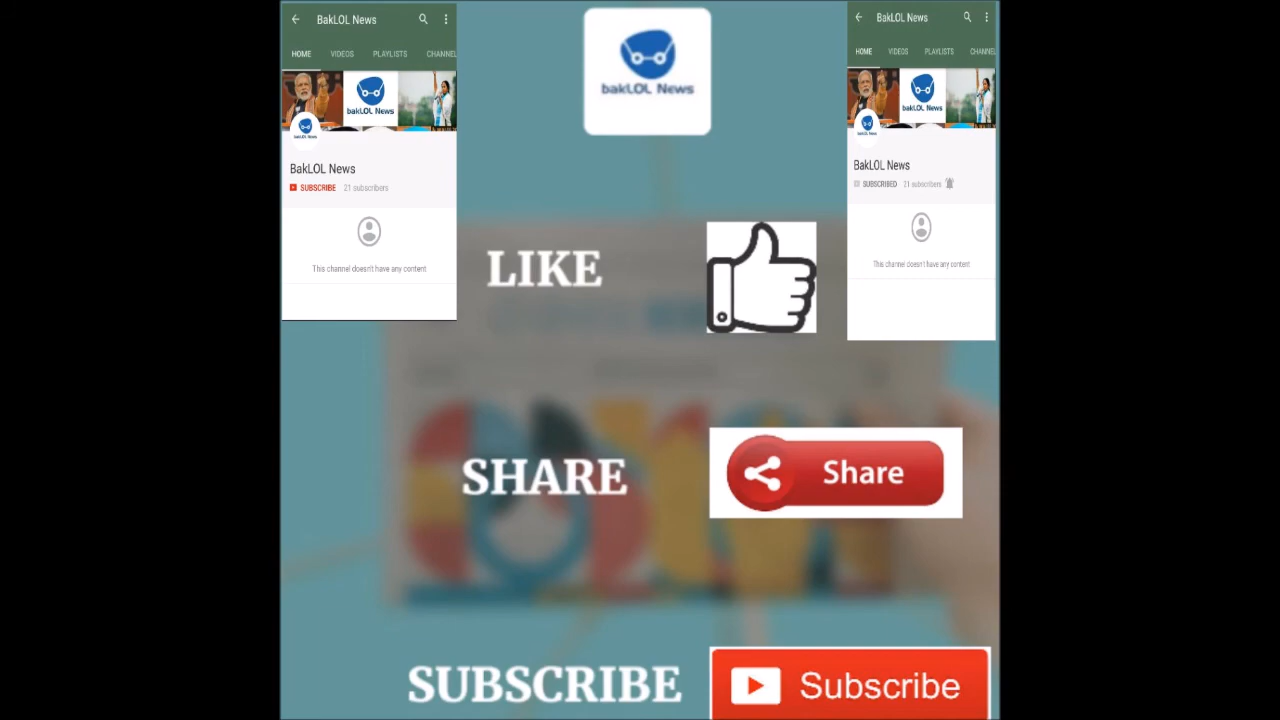 BakLOL News
HOME VIDEOS PLAYLISTS CHANNEL
bakLOL News
BakLOL News
SUBSCRIBE 21 subscribers
This channel doesn't have any content
bakLOL News
BakLOL News
HOME VIDEOS PLAYLISTS CHANNEL
bakLOL News
BakLOL News
SUBSCRIBED 21 subscribers
This channel doesn't have any content
LIKE
SHARE
Share
SUBSCRIBE
Subscribe